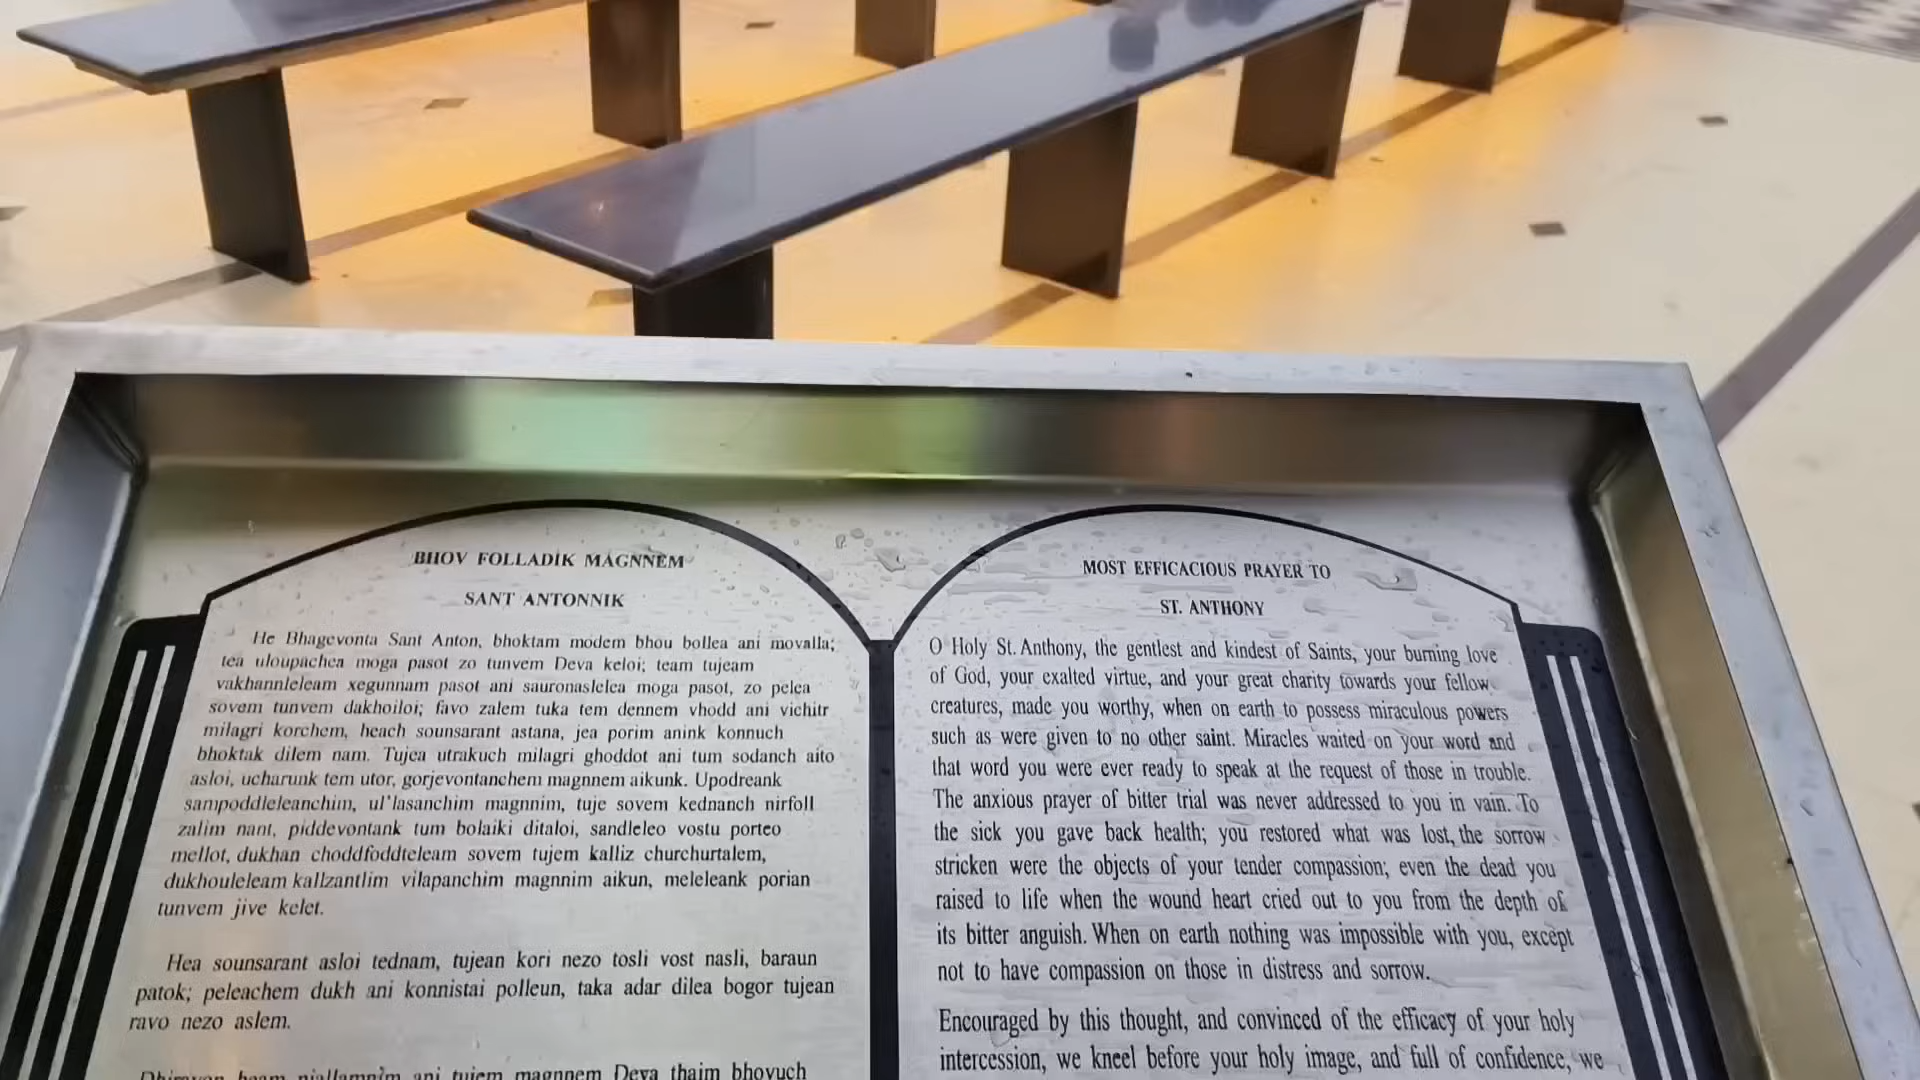 BHOV FOLLADIK MAGNNEM
SANT ANTONNIK
He Bhagevonta Sant Anton, bhoktam modem bhou bollea ani movalla;
tea uloupachea moga pasot zo tunvem Deva keloi; team tujeam
vakhannleleam xegunnam pasot ani sauronaslelea moga pasot, zo pelea
sovem tunvem dakhoiloi; favo zalem tuka tem dennem vhodd ani vichitr
milagri korchem, heach sounsarant astana, jea porim anink konnuch
bhoktak dilem nam. Tujea utrakuch milagri ghoddot ani tum sodanch aito
asloi, ucharunk tem utor, gorjevontanchem magnnem aikunk. Upodreank
sampoddleleanchim, ul'lasanchim magnnim, tuje sovem kednanch nirfoll
zalim nant, piddevontank tum bolaiki ditaloi, sandleleo vostu porteo
mellot, dukhan choddfoddteleam sovem tujem kalliz churchurtalem,
dukhouleleam kallzantlim vilapanchim magnnim aikun, meleleank porian
tunvem jive kelet.
Hea sounsarant asloi tednam, tujean kori nezo tosli vost nasli, baraun
patok; peleachem dukh ani konnistai polleun, taka adar dilea bogor tujean
ravo nezo aslem.
ani tujem magnnem Deva thaim bhovuch
MOST EFFICACIOUS PRAYER TO
ST. ANTHONY
O Holy St. Anthony, the gentlest and kindest of Saints, your burning love
of God, your exalted virtue, and your great charity towards your fellow
creatures, made you worthy, when on earth to possess miraculous powers
such as were given to no other saint. Miracles waited on your word and
that word you were ever ready to speak at the request of those in trouble.
The anxious prayer of bitter trial was never addressed to you in vain. To
the sick you gave back health; you restored what was lost, the sorrow
stricken were the objects of your tender compassion; even the dead you
raised to life when the wound heart cried out to you from the depth of
its bitter anguish. When on earth nothing was impossible with you, except
not to have compassion on those in distress and sorrow.
Encouraged by this thought, and convinced of the efficacy of your holy
intercession, we kneel before your holy image, and full of confidence, we